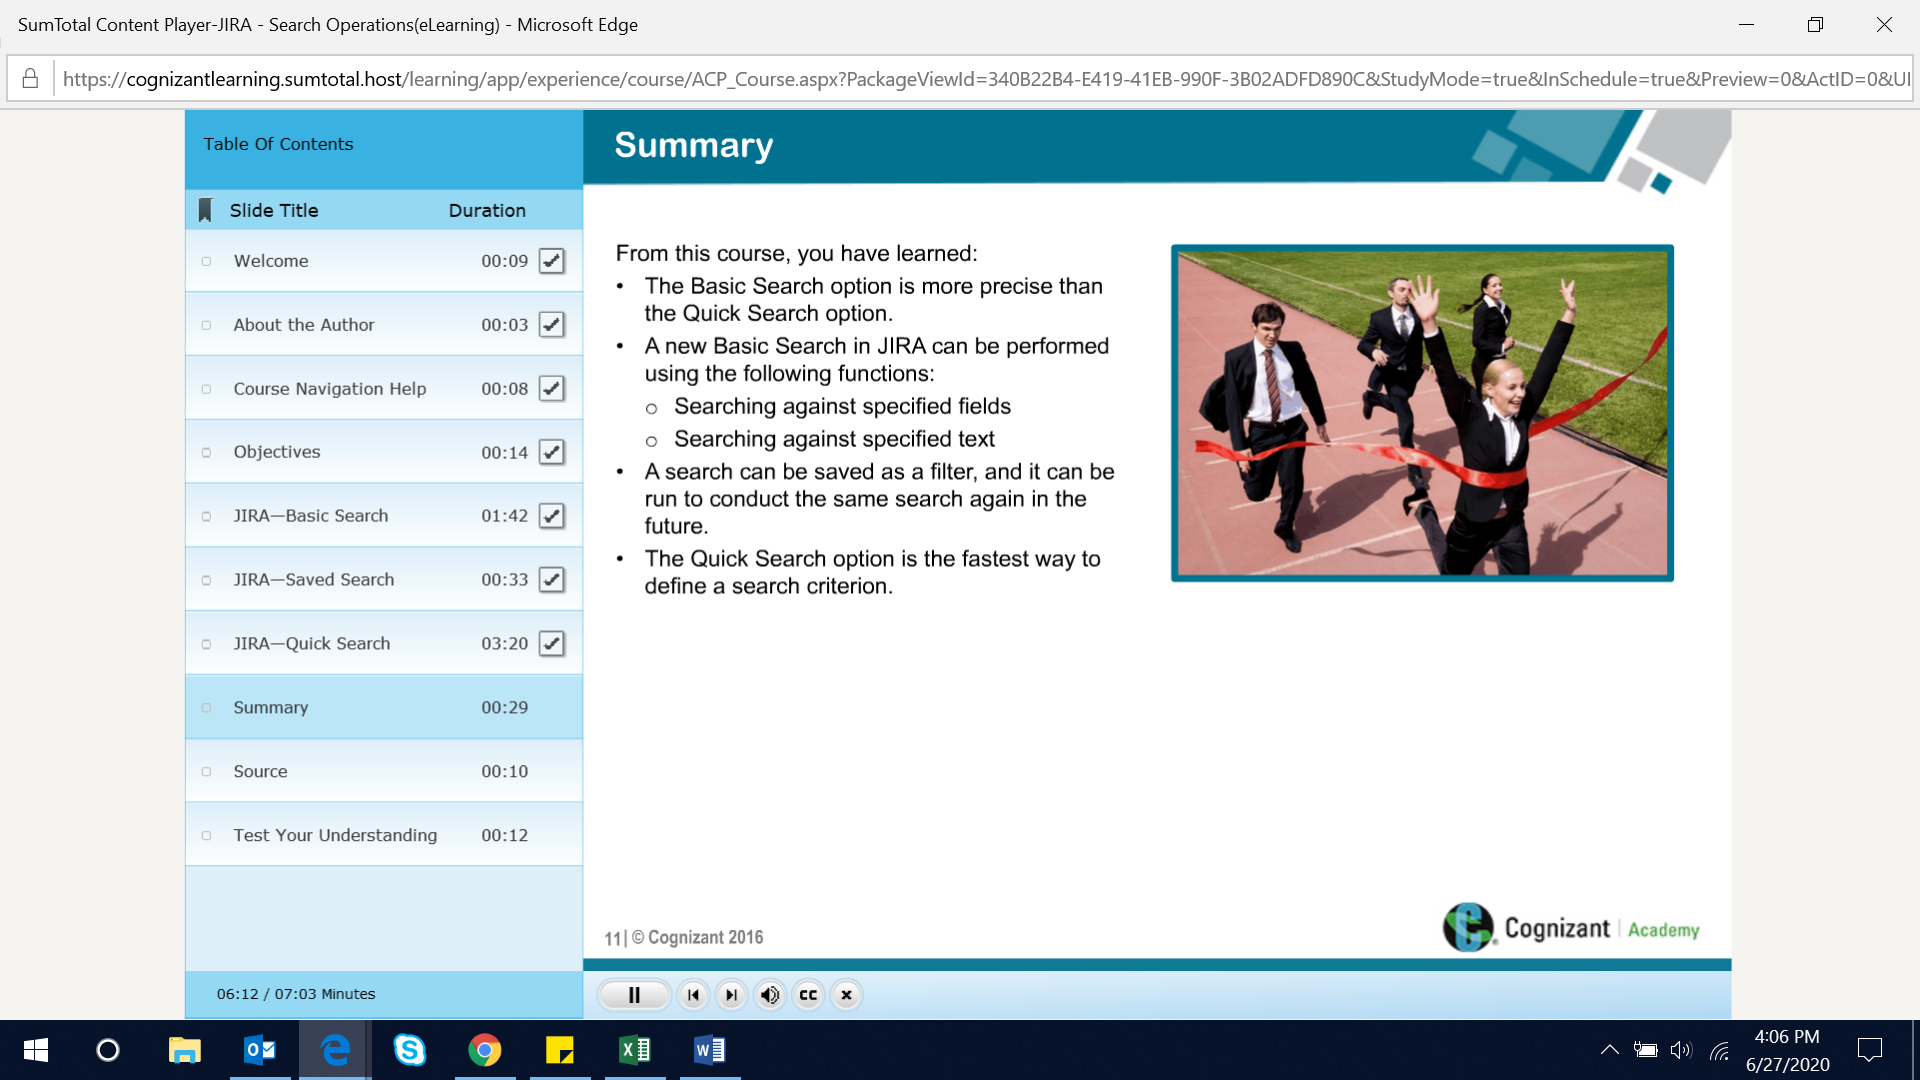 SumTotal Content Player-JIRA - Search Operations(eLearning) - Microsoft Edge
https://cognizantlearning.sumtotal.host/learning/app/experience/course/ACP_Course.aspx?PackageViewId=340B22B4-E419-41EB-990F-3B02ADFD890C&StudyMode=true&InSchedule=true&Preview=0&ActID=0&UI
Table Of Contents
Slide Title Duration
Welcome 00:09
About the Author 00:03
Course Navigation Help 00:08
Objectives 00:14
JIRA—Basic Search 01:42
JIRA—Saved Search 00:33
JIRA—Quick Search 03:20
Summary 00:29
Source 00:10
Test Your Understanding 00:12
06:12 / 07:03 Minutes
Summary
From this course, you have learned:
• The Basic Search option is more precise than
the Quick Search option.
• A new Basic Search in JIRA can be performed
using the following functions:
o Searching against specified fields
o Searching against specified text
• A search can be saved as a filter, and it can be
run to conduct the same search again in the
future.
• The Quick Search option is the fastest way to
define a search criterion.
11| © Cognizant 2016
Cognizant | Academy
CC
4:06 PM
6/27/2020